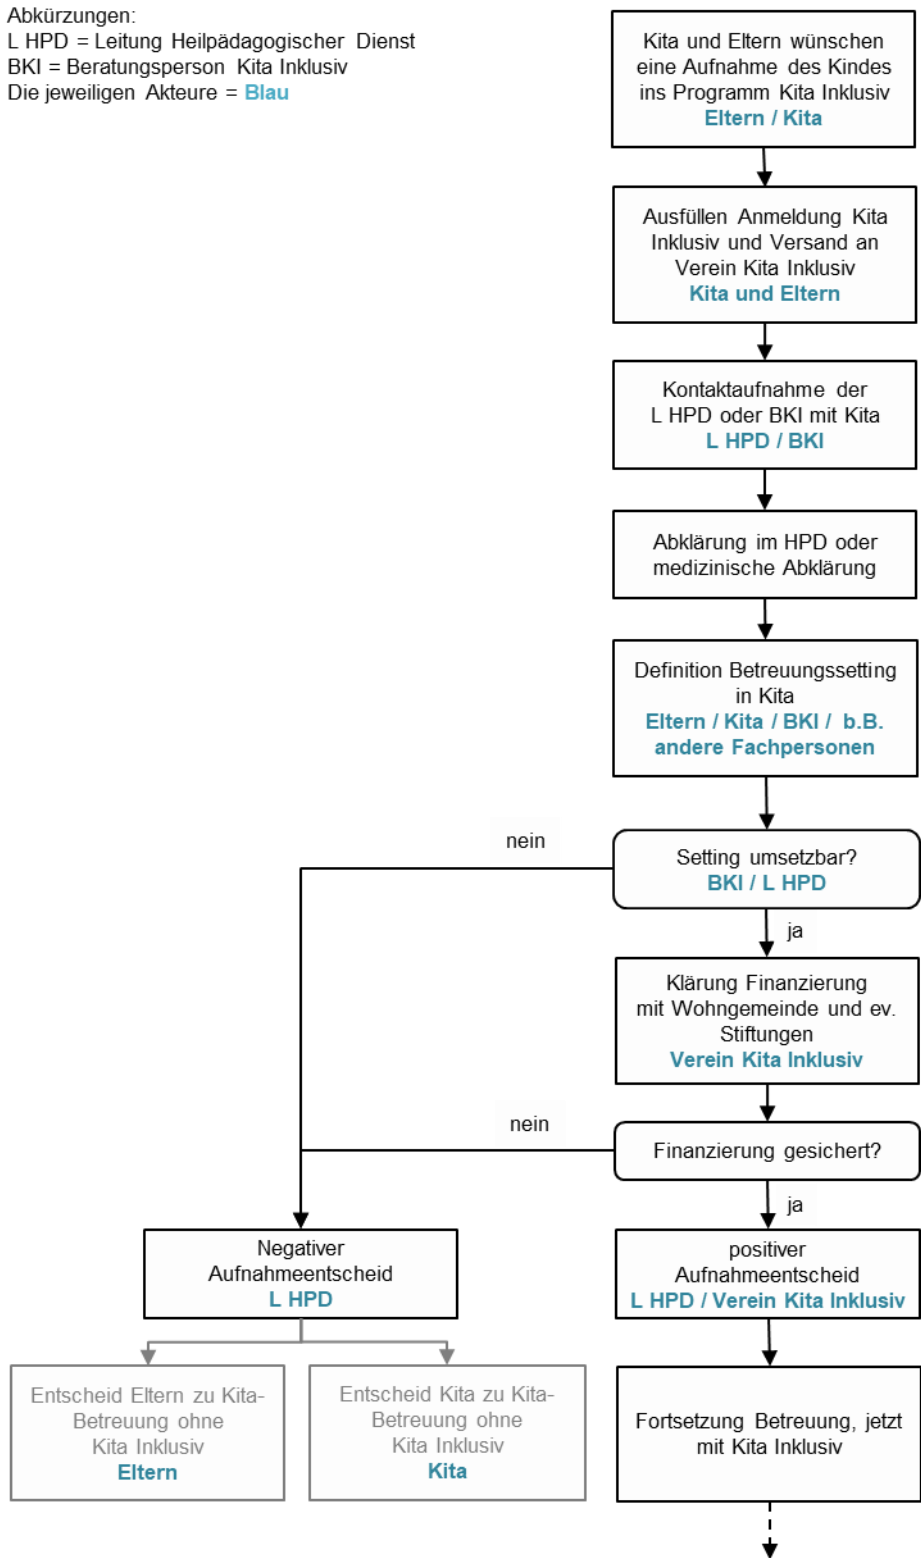 Abkürzungen:
L HPD = Leitung Heilpädagogischer Dienst
BKI = Beratungsperson Kita Inklusiv
Die jeweiligen Akteure = Blau
Kita und Eltern wünschen
eine Aufnahme des Kindes
ins Programm Kita Inklusiv
Eltern / Kita
Ausfüllen Anmeldung Kita
Inklusiv und Versand an
Verein Kita Inklusiv
Kita und Eltern
Kontaktaufnahme der
L HPD oder BKI mit Kita
L HPD / BKI
Abklärung im HPD oder
medizinische Abklärung
Definition Betreuungssetting
in Kita
Eltern / Kita / BKI / b.B.
andere Fachpersonen
nein
Setting umsetzbar?
BKI / L HPD
ja
Klärung Finanzierung
mit Wohngemeinde und ev.
Stiftungen
Verein Kita Inklusiv
nein
Finanzierung gesichert?
ja
Negativer
Aufnahmeentscheid
L HPD
positiver
Aufnahmeentscheid
L HPD / Verein Kita Inklusiv
Entscheid Eltern zu Kita-
Betreuung ohne
Kita Inklusiv
Eltern
Entscheid Kita zu Kita-
Betreuung ohne
Kita Inklusiv
Kita
Fortsetzung Betreuung, jetzt
mit Kita Inklusiv